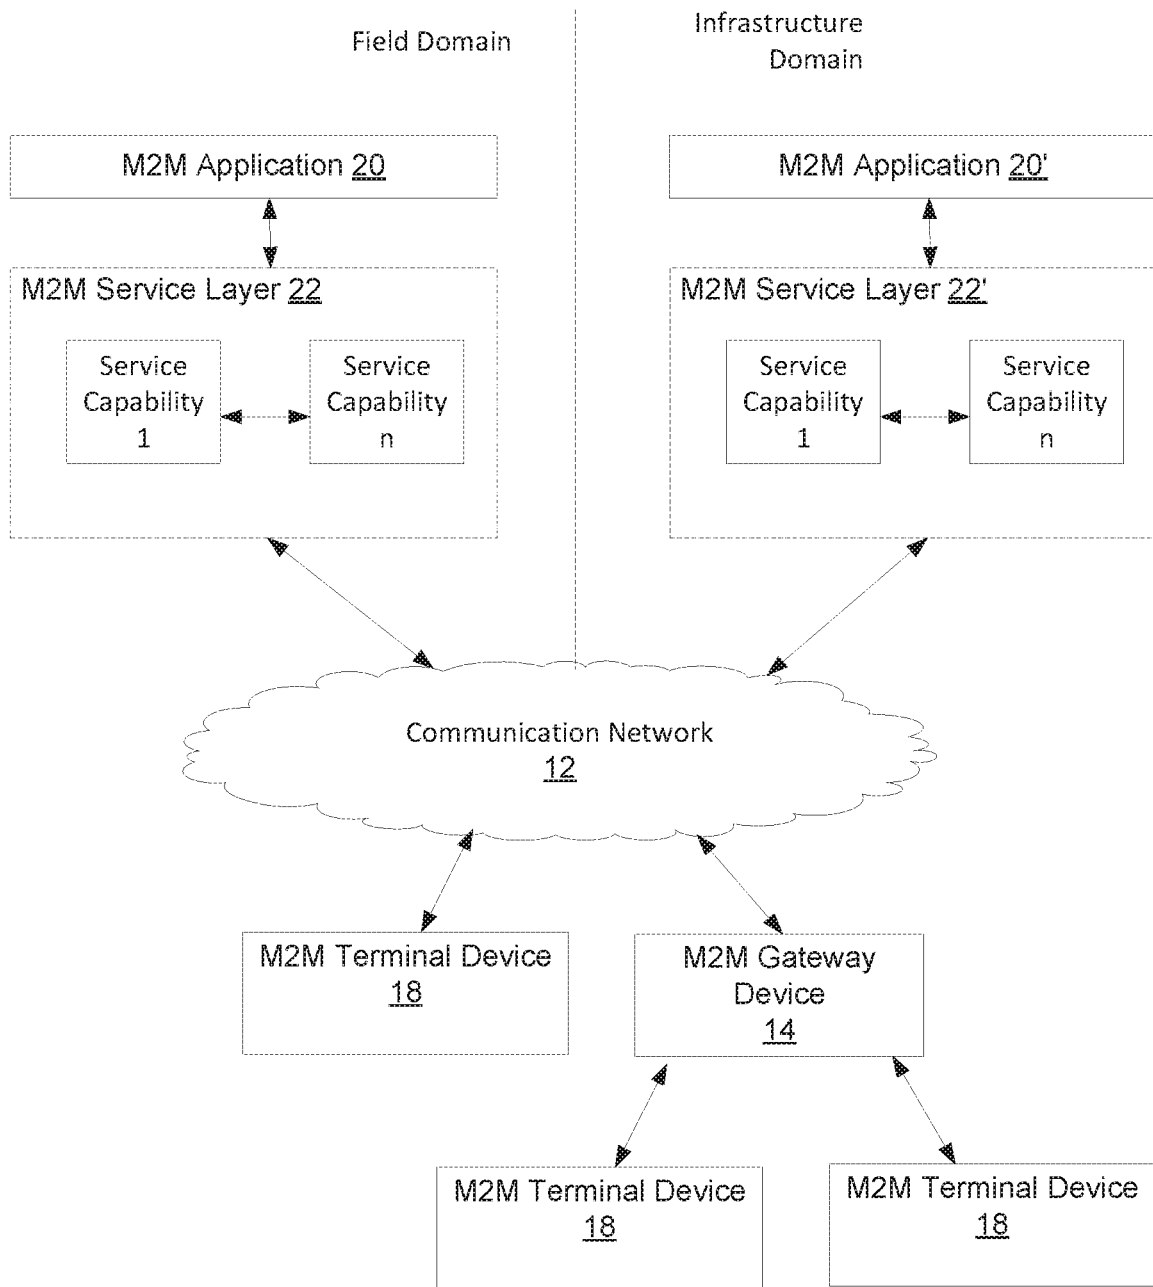 Field Domain
Infrastructure
Domain
M2M Application 20
M2M Application 20'
M2M Service Layer 22
Service
Capability
1
Service
Capability
n
M2M Service Layer 22'
Service
Capability
1
Service
Capability
n
Communication Network
12
M2M Terminal Device
18
M2M Gateway
Device
14
M2M Terminal Device
18
M2M Terminal Device
18